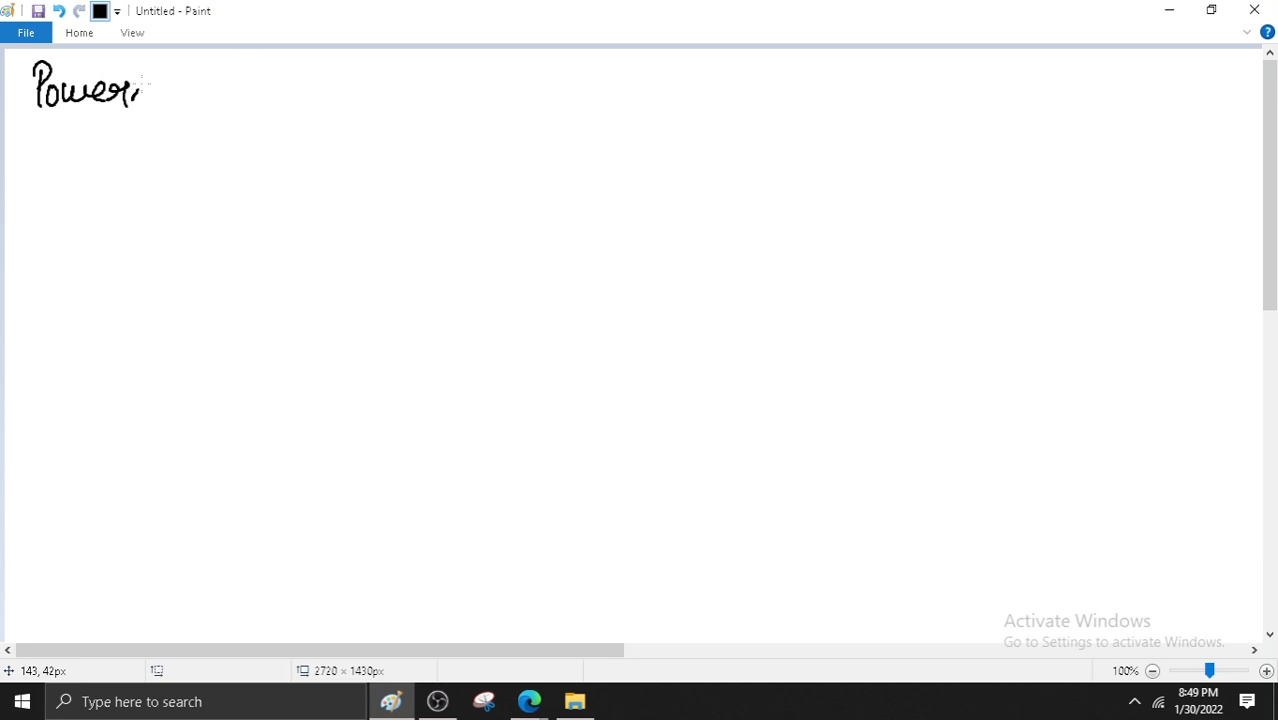 Untitled - Paint
File Home View
Power
Activate Windows
Go to Settings to activate Windows.
143, 42px
2720 × 1430px
100%
Type here to search
8:49 PM
1/30/2022